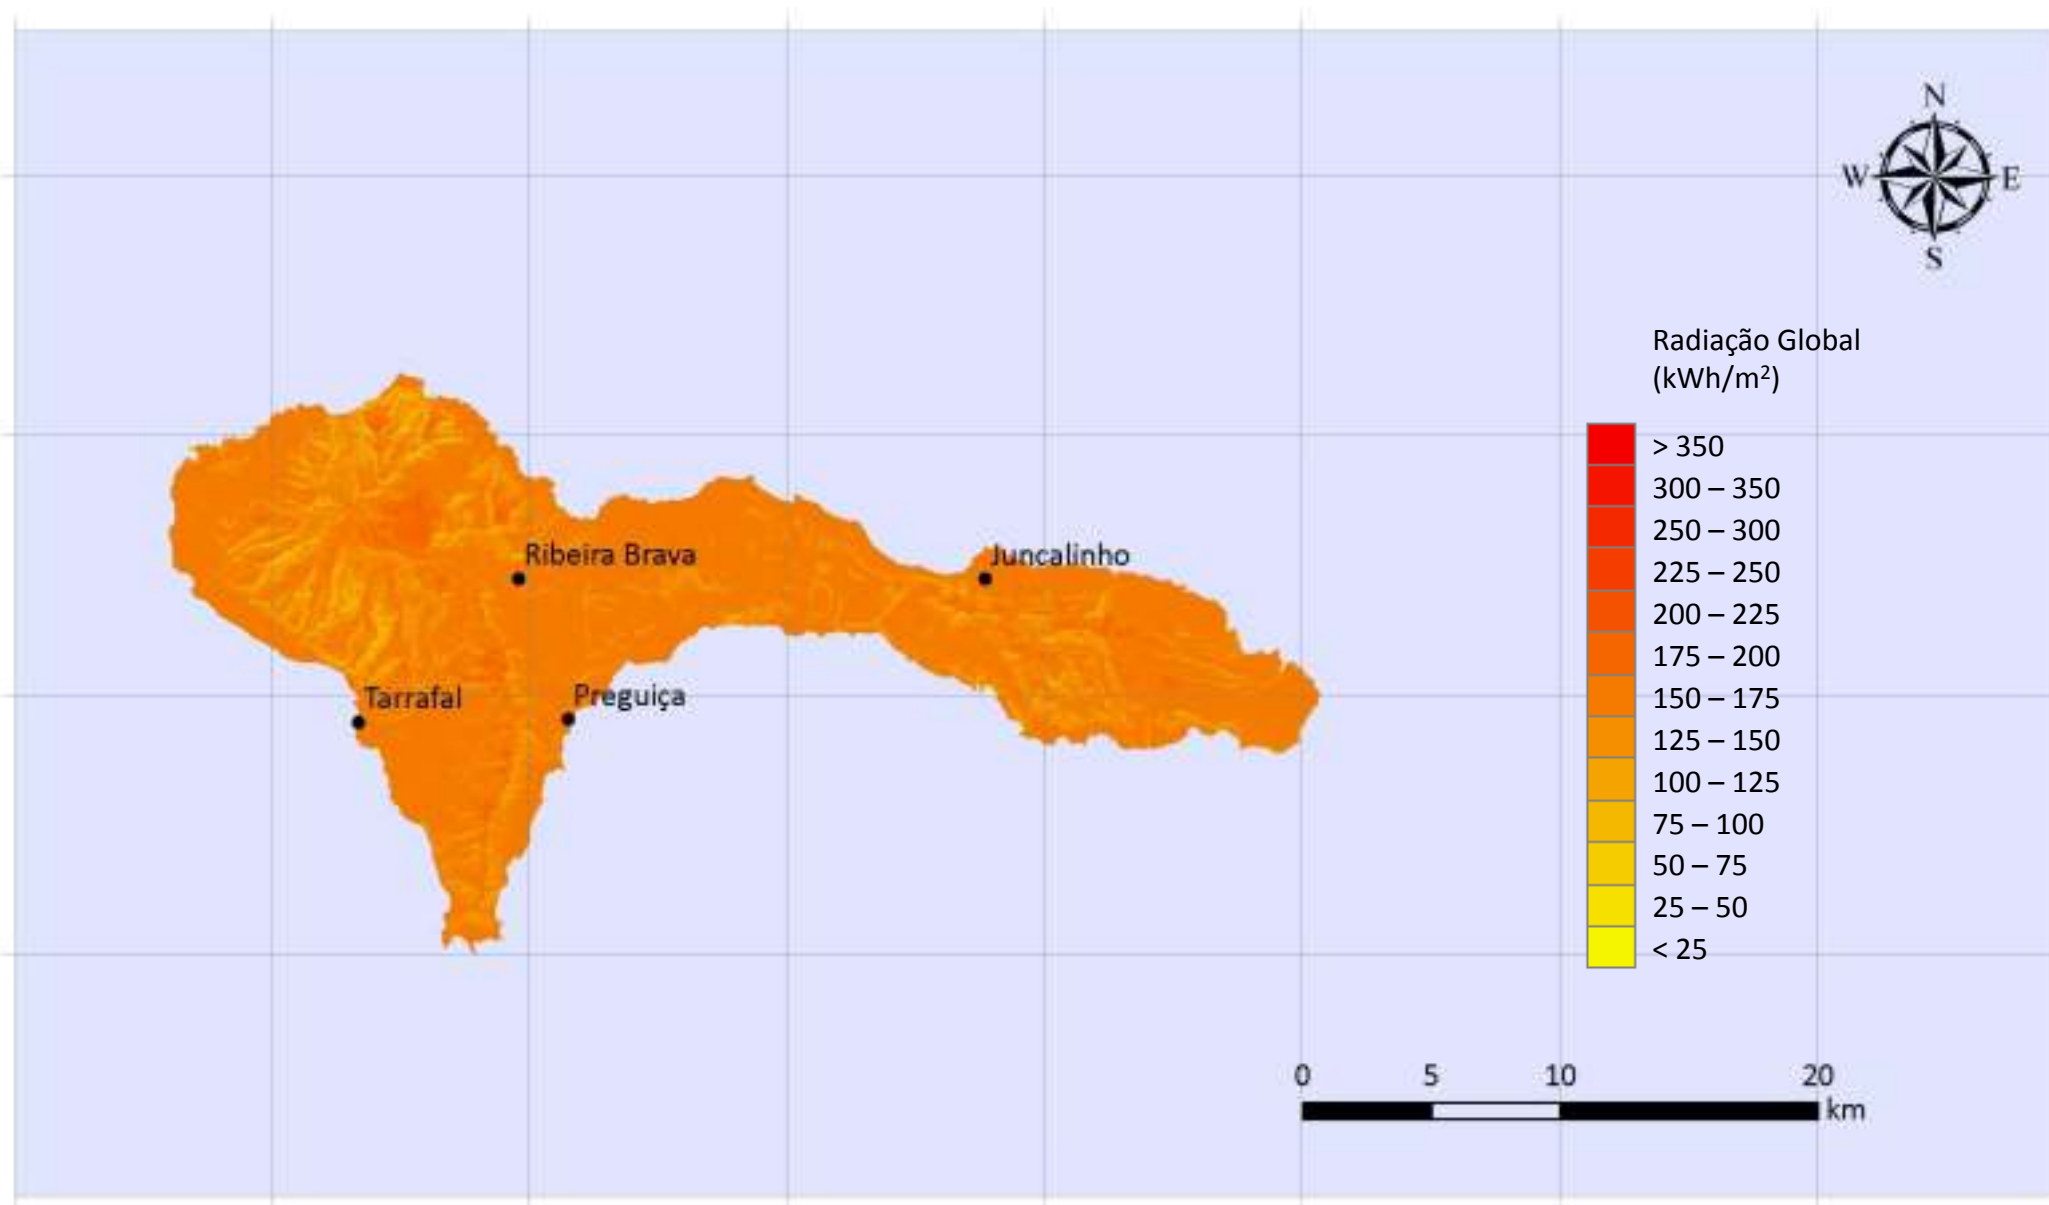 N
W E
S
Radiação Global
(kWh/m²)
> 350
300 – 350
250 – 300
225 – 250
200 – 225
175 – 200
150 – 175
125 – 150
100 – 125
75 – 100
50 – 75
25 – 50
< 25
Ribeira Brava
Juncalinho
Tarrafal
Preguiça
0 5 10 20
km